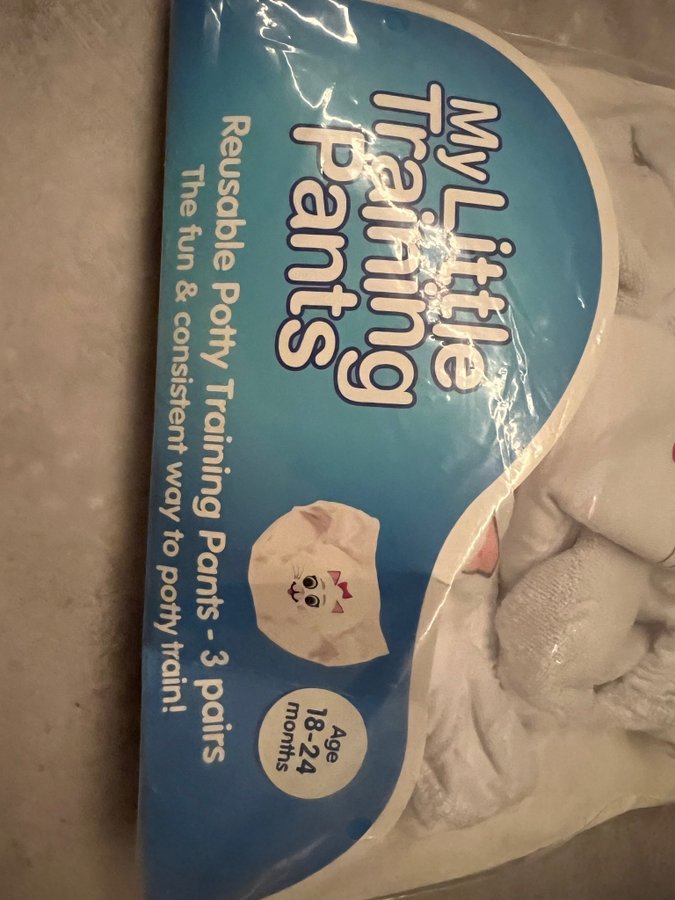 My Little
Training
Pants
Reusable Potty Training Pants - 3 pairs
The fun & consistent way to potty train!
Age
18-24
months